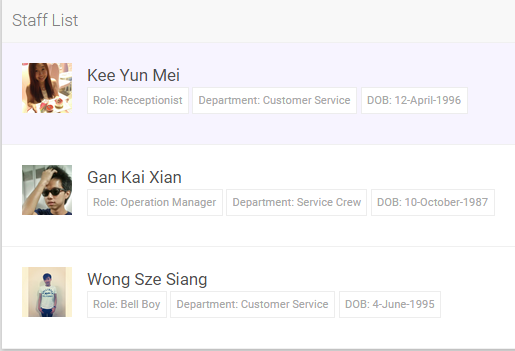 Staff List
Kee Yun Mei
Role: Receptionist Department: Customer Service DOB: 12-April-1996
Gan Kai Xian
Role: Operation Manager Department: Service Crew DOB: 10-October-1987
Wong Sze Siang
Role: Bell Boy Department: Customer Service DOB: 4-June-1995